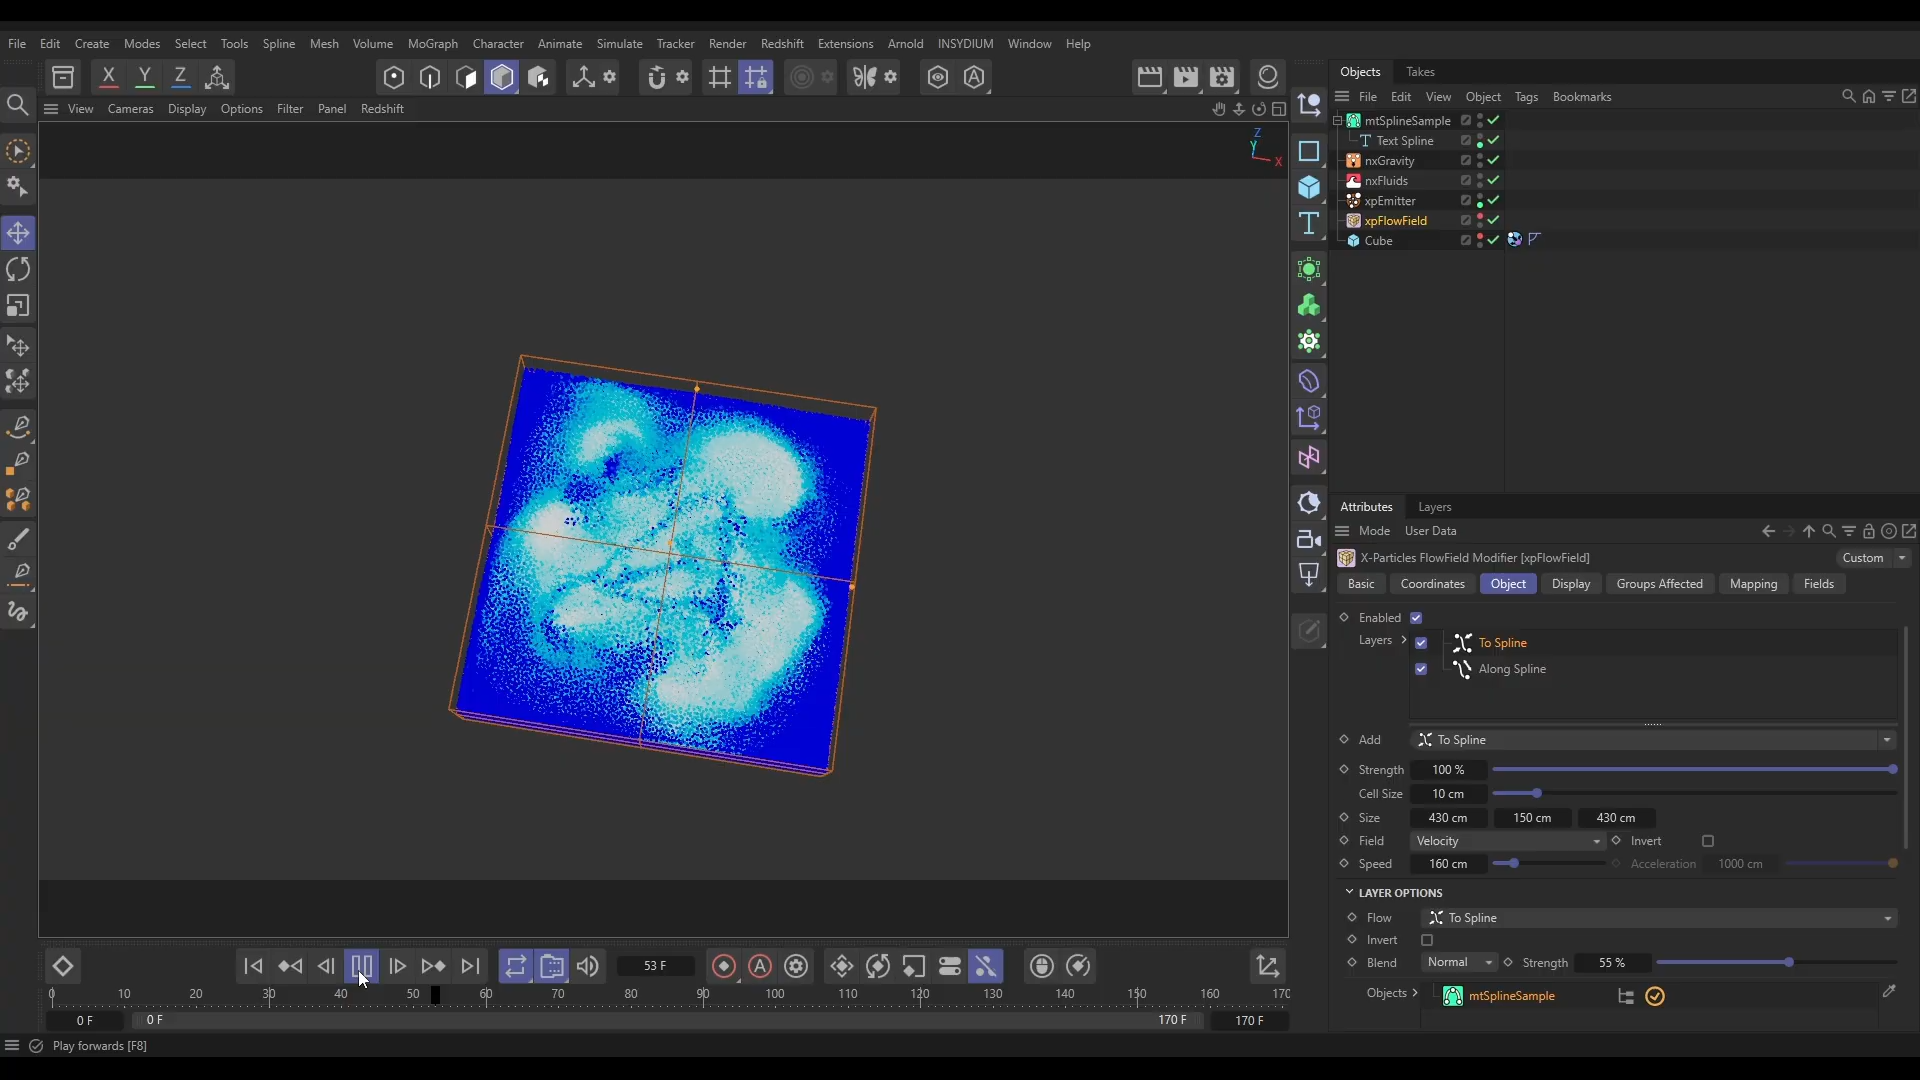 File Edit Create Modes Select Tools Spline Mesh Volume MoGraph Character Animate Simulate Tracker Render Redshift Extensions Arnold INSYDIUM Window Help
X Y Z
View Cameras Display Options Filter Panel Redshift
Z
Y
X
Objects Takes
File Edit View Object Tags Bookmarks
mtSplineSample
Text Spline
nxGravity
nxFluids
xpEmitter
xpFlowField
Cube
Attributes Layers
Mode User Data
X-Particles FlowField Modifier [xpFlowField] Custom
Basic Coordinates Object Display Groups Affected Mapping Fields
Enabled
Layers To Spline
Along Spline
Add To Spline
Strength 100 %
Cell Size 10 cm
Size 430 cm 150 cm 430 cm
Field Velocity Invert
Speed 160 cm Acceleration 1000 cm
LAYER OPTIONS
Flow To Spline
Invert
Blend Normal Strength 55 %
Objects mtSplineSample
53 F
0 10 20 30 40 50 60 70 80 90 100 110 120 130 140 150 160 170
0 F 0 F 170 F 170 F
Play forwards [F8]